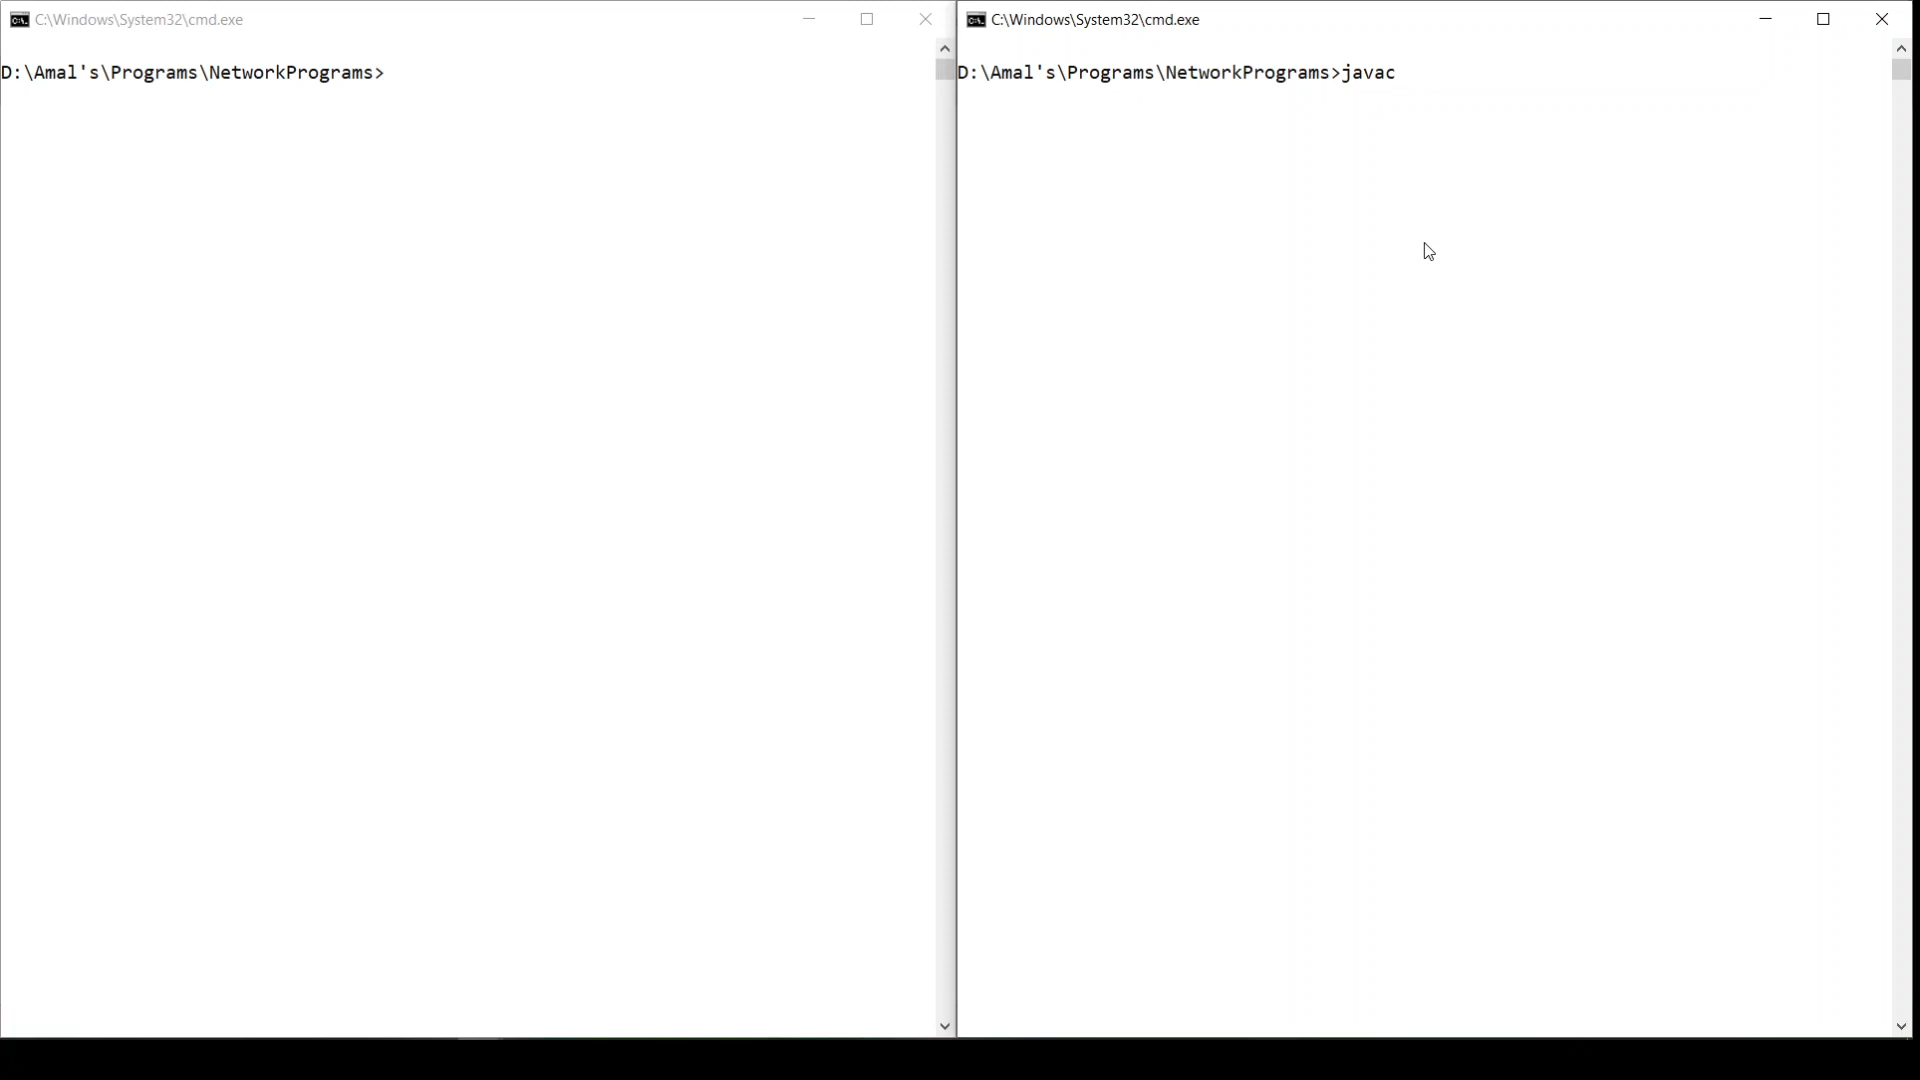 C:\Windows\System32\cmd.exe
D:\Amal's\Programs\NetworkPrograms>
C:\Windows\System32\cmd.exe
D:\Amal's\Programs\NetworkPrograms>javac